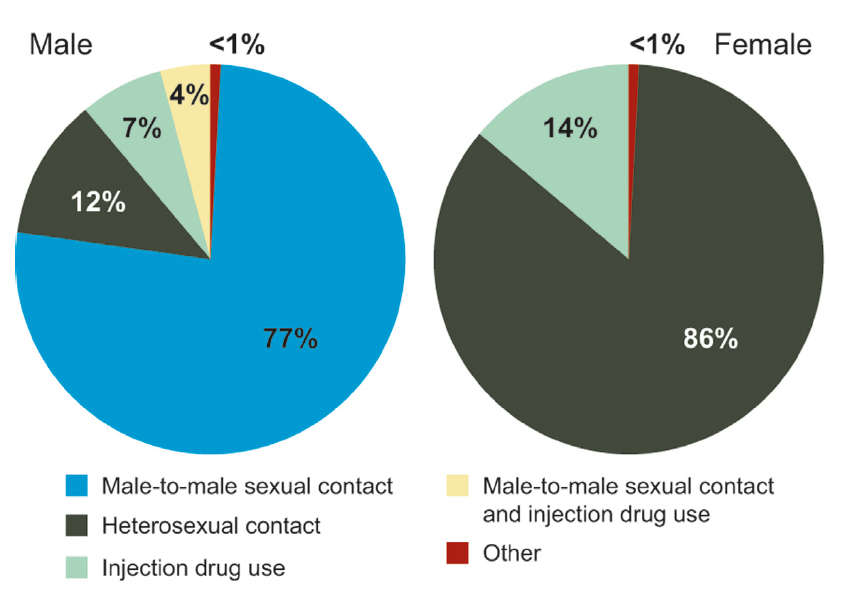 Male
<1%
<1%
Female
4%
7%
14%
12%
77%
86%
Male-to-male sexual contact
Heterosexual contact
Injection drug use
Male-to-male sexual contact
and injection drug use
Other